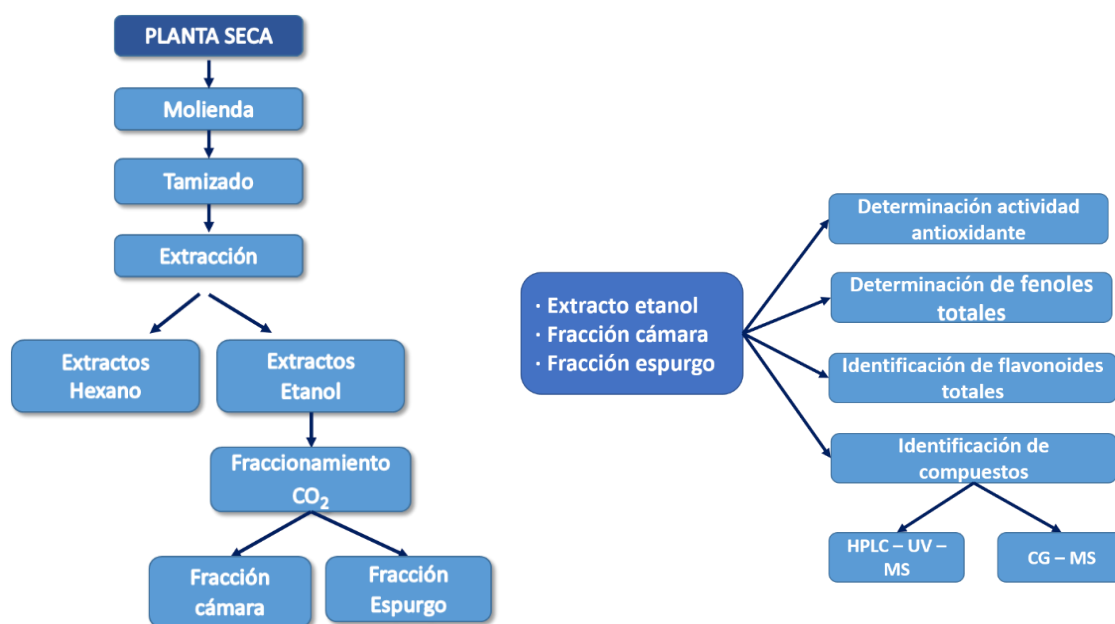 PLANTA SECA
Molienda
Tamizado
Extracción
Extractos
Hexano
Extractos
Etanol
Fraccionamiento
CO₂
Fracción
cámara
Fracción
Espurgo
· Extracto etanol
· Fracción cámara
· Fracción espurgo
Determinación actividad
antioxidante
Determinación de fenoles
totales
Identificación de flavonoides
totales
Identificación de
compuestos
HPLC – UV –
MS
CG – MS